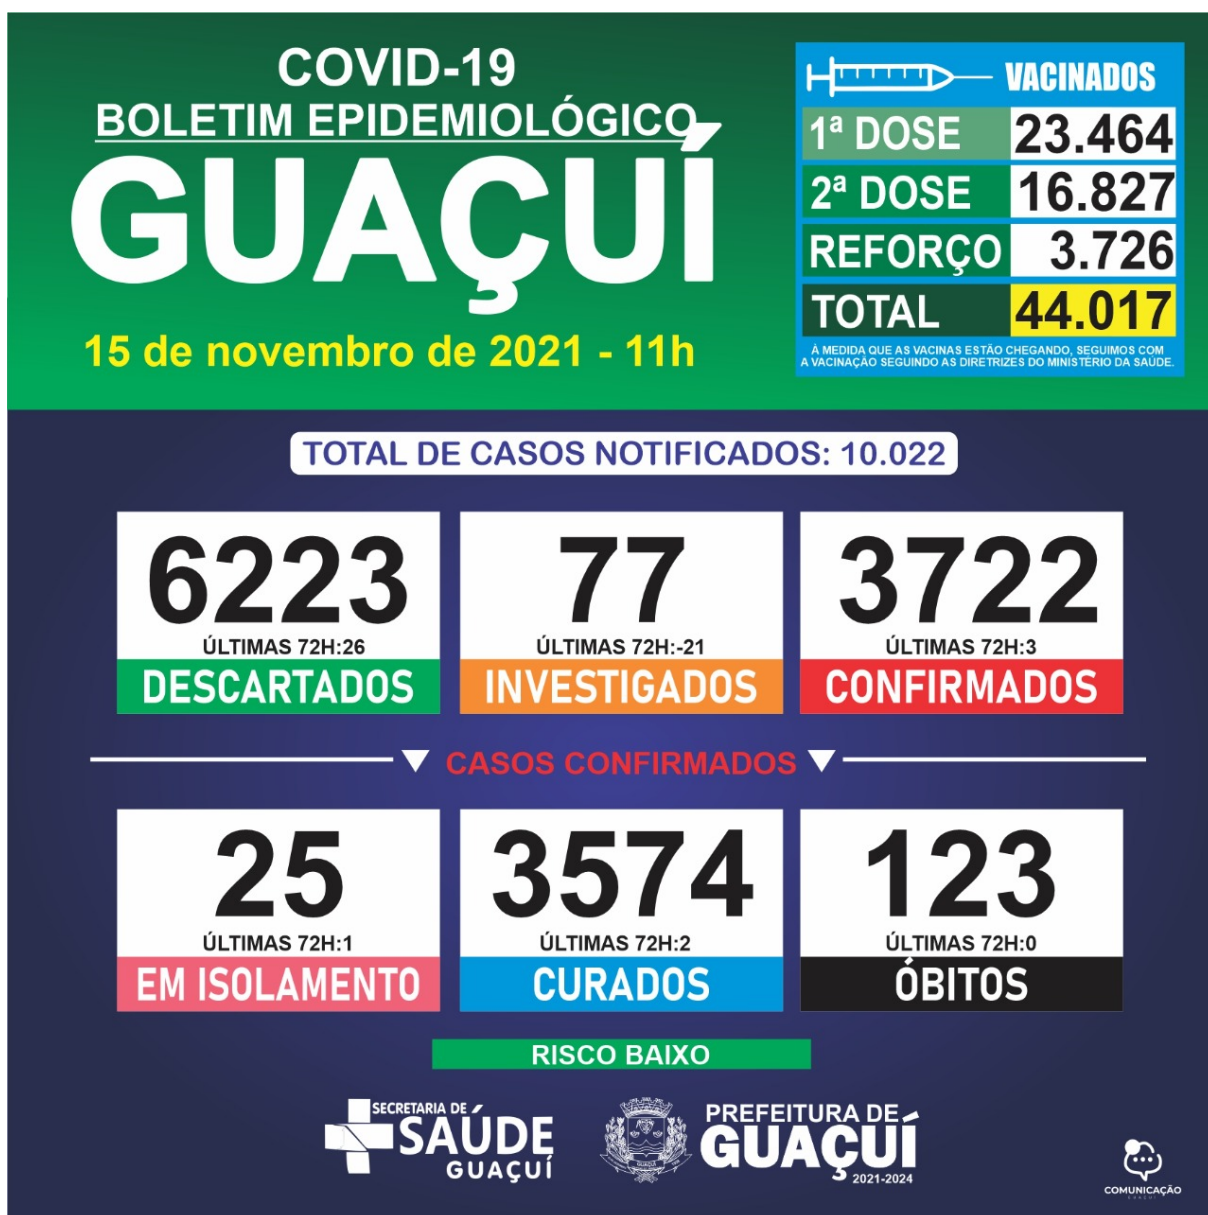 COVID-19
BOLETIM EPIDEMIOLÓGICO
GUAÇUÍ
15 de novembro de 2021 - 11h
VACINADOS
1ª DOSE 23.464
2ª DOSE 16.827
REFORÇO 3.726
TOTAL 44.017
À MEDIDA QUE AS VACINAS ESTÃO CHEGANDO, SEGUIMOS COM
A VACINAÇÃO SEGUINDO AS DIRETRIZES DO MINISTÉRIO DA SAÚDE.
TOTAL DE CASOS NOTIFICADOS: 10.022
6223
ÚLTIMAS 72H:26
DESCARTADOS
77
ÚLTIMAS 72H:-21
INVESTIGADOS
3722
ÚLTIMAS 72H:3
CONFIRMADOS
CASOS CONFIRMADOS
25
ÚLTIMAS 72H:1
EM ISOLAMENTO
3574
ÚLTIMAS 72H:2
CURADOS
123
ÚLTIMAS 72H:0
ÓBITOS
RISCO BAIXO
SECRETARIA DE
SAÚDE
GUAÇUÍ
PREFEITURA DE
GUAÇUÍ
2021-2024
COMUNICAÇÃO